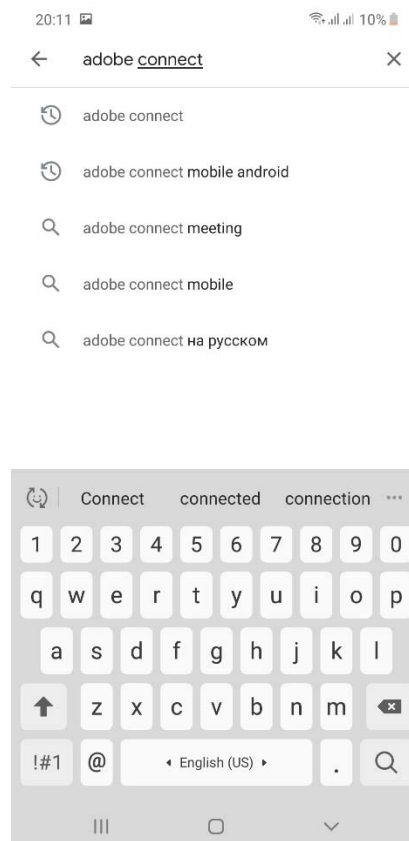 20:11 10%
adobe connect
adobe connect
adobe connect mobile android
adobe connect meeting
adobe connect mobile
adobe connect на русском
Connect connected connection
1 2 3 4 5 6 7 8 9 0
q w e r t y u i o p
a s d f g h j k l
z x c v b n m
!#1 @ English (US) .